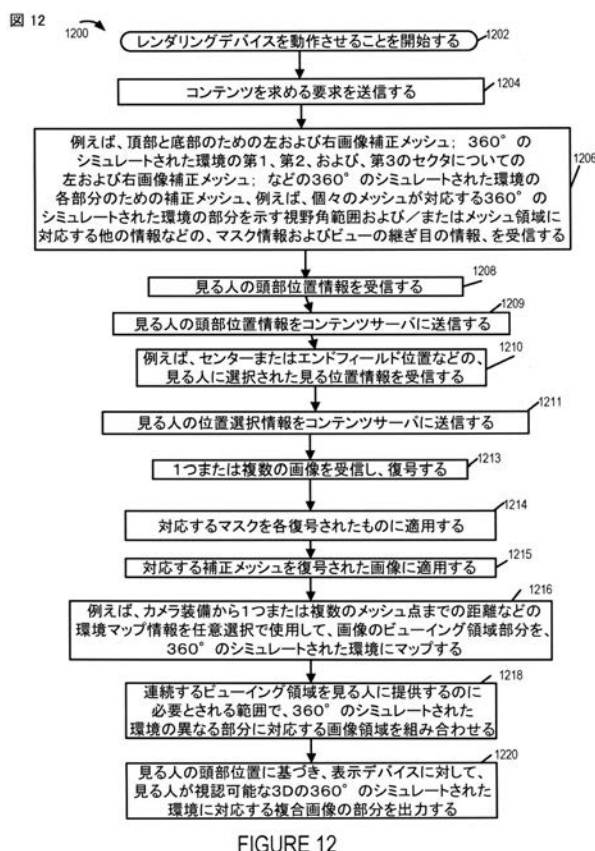 図 12
1200
レンダリングデバイスを動作させることを開始する
1202
コンテンツを求める要求を送信する
1204
例えば、頂部と底部のための左および右画像補正メッシュ; 360°の
シミュレートされた環境の第1、第2、および、第3のセクタについての
左および右画像補正メッシュ; などの360°のシミュレートされた環境の
各部分のための補正メッシュ、例えば、個々のメッシュが対応する360°の
シミュレートされた環境の部分を示す視野角範囲および/またはメッシュ領域に
対応する他の情報などの、マスク情報およびビューの継ぎ目の情報、を受信する
1206
見る人の頭部位置情報を受信する
1208
見る人の頭部位置情報をコンテンツサーバに送信する
1209
例えば、センターまたはエンドフィールド位置などの、
見る人に選択された見る位置情報を受信する
1210
見る人の位置選択情報をコンテンツサーバに送信する
1211
1つまたは複数の画像を受信し、復号する
1213
対応するマスクを各復号されたものに適用する
1214
対応する補正メッシュを復号された画像に適用する
1215
例えば、カメラ装備から1つまたは複数のメッシュ点までの距離などの
環境マップ情報を任意選択で使用して、画像のビューイング領域部分を、
360°のシミュレートされた環境にマップする
1216
連続するビューイング領域を見る人に提供するのに
必要とされる範囲で、360°のシミュレートされた
環境の異なる部分に対応する画像領域を組み合わせる
1218
見る人の頭部位置に基づき、表示デバイスに対して、
見る人が視認可能な3Dの360°のシミュレートされた
環境に対応する複合画像の部分を出力する
1220
FIGURE 12